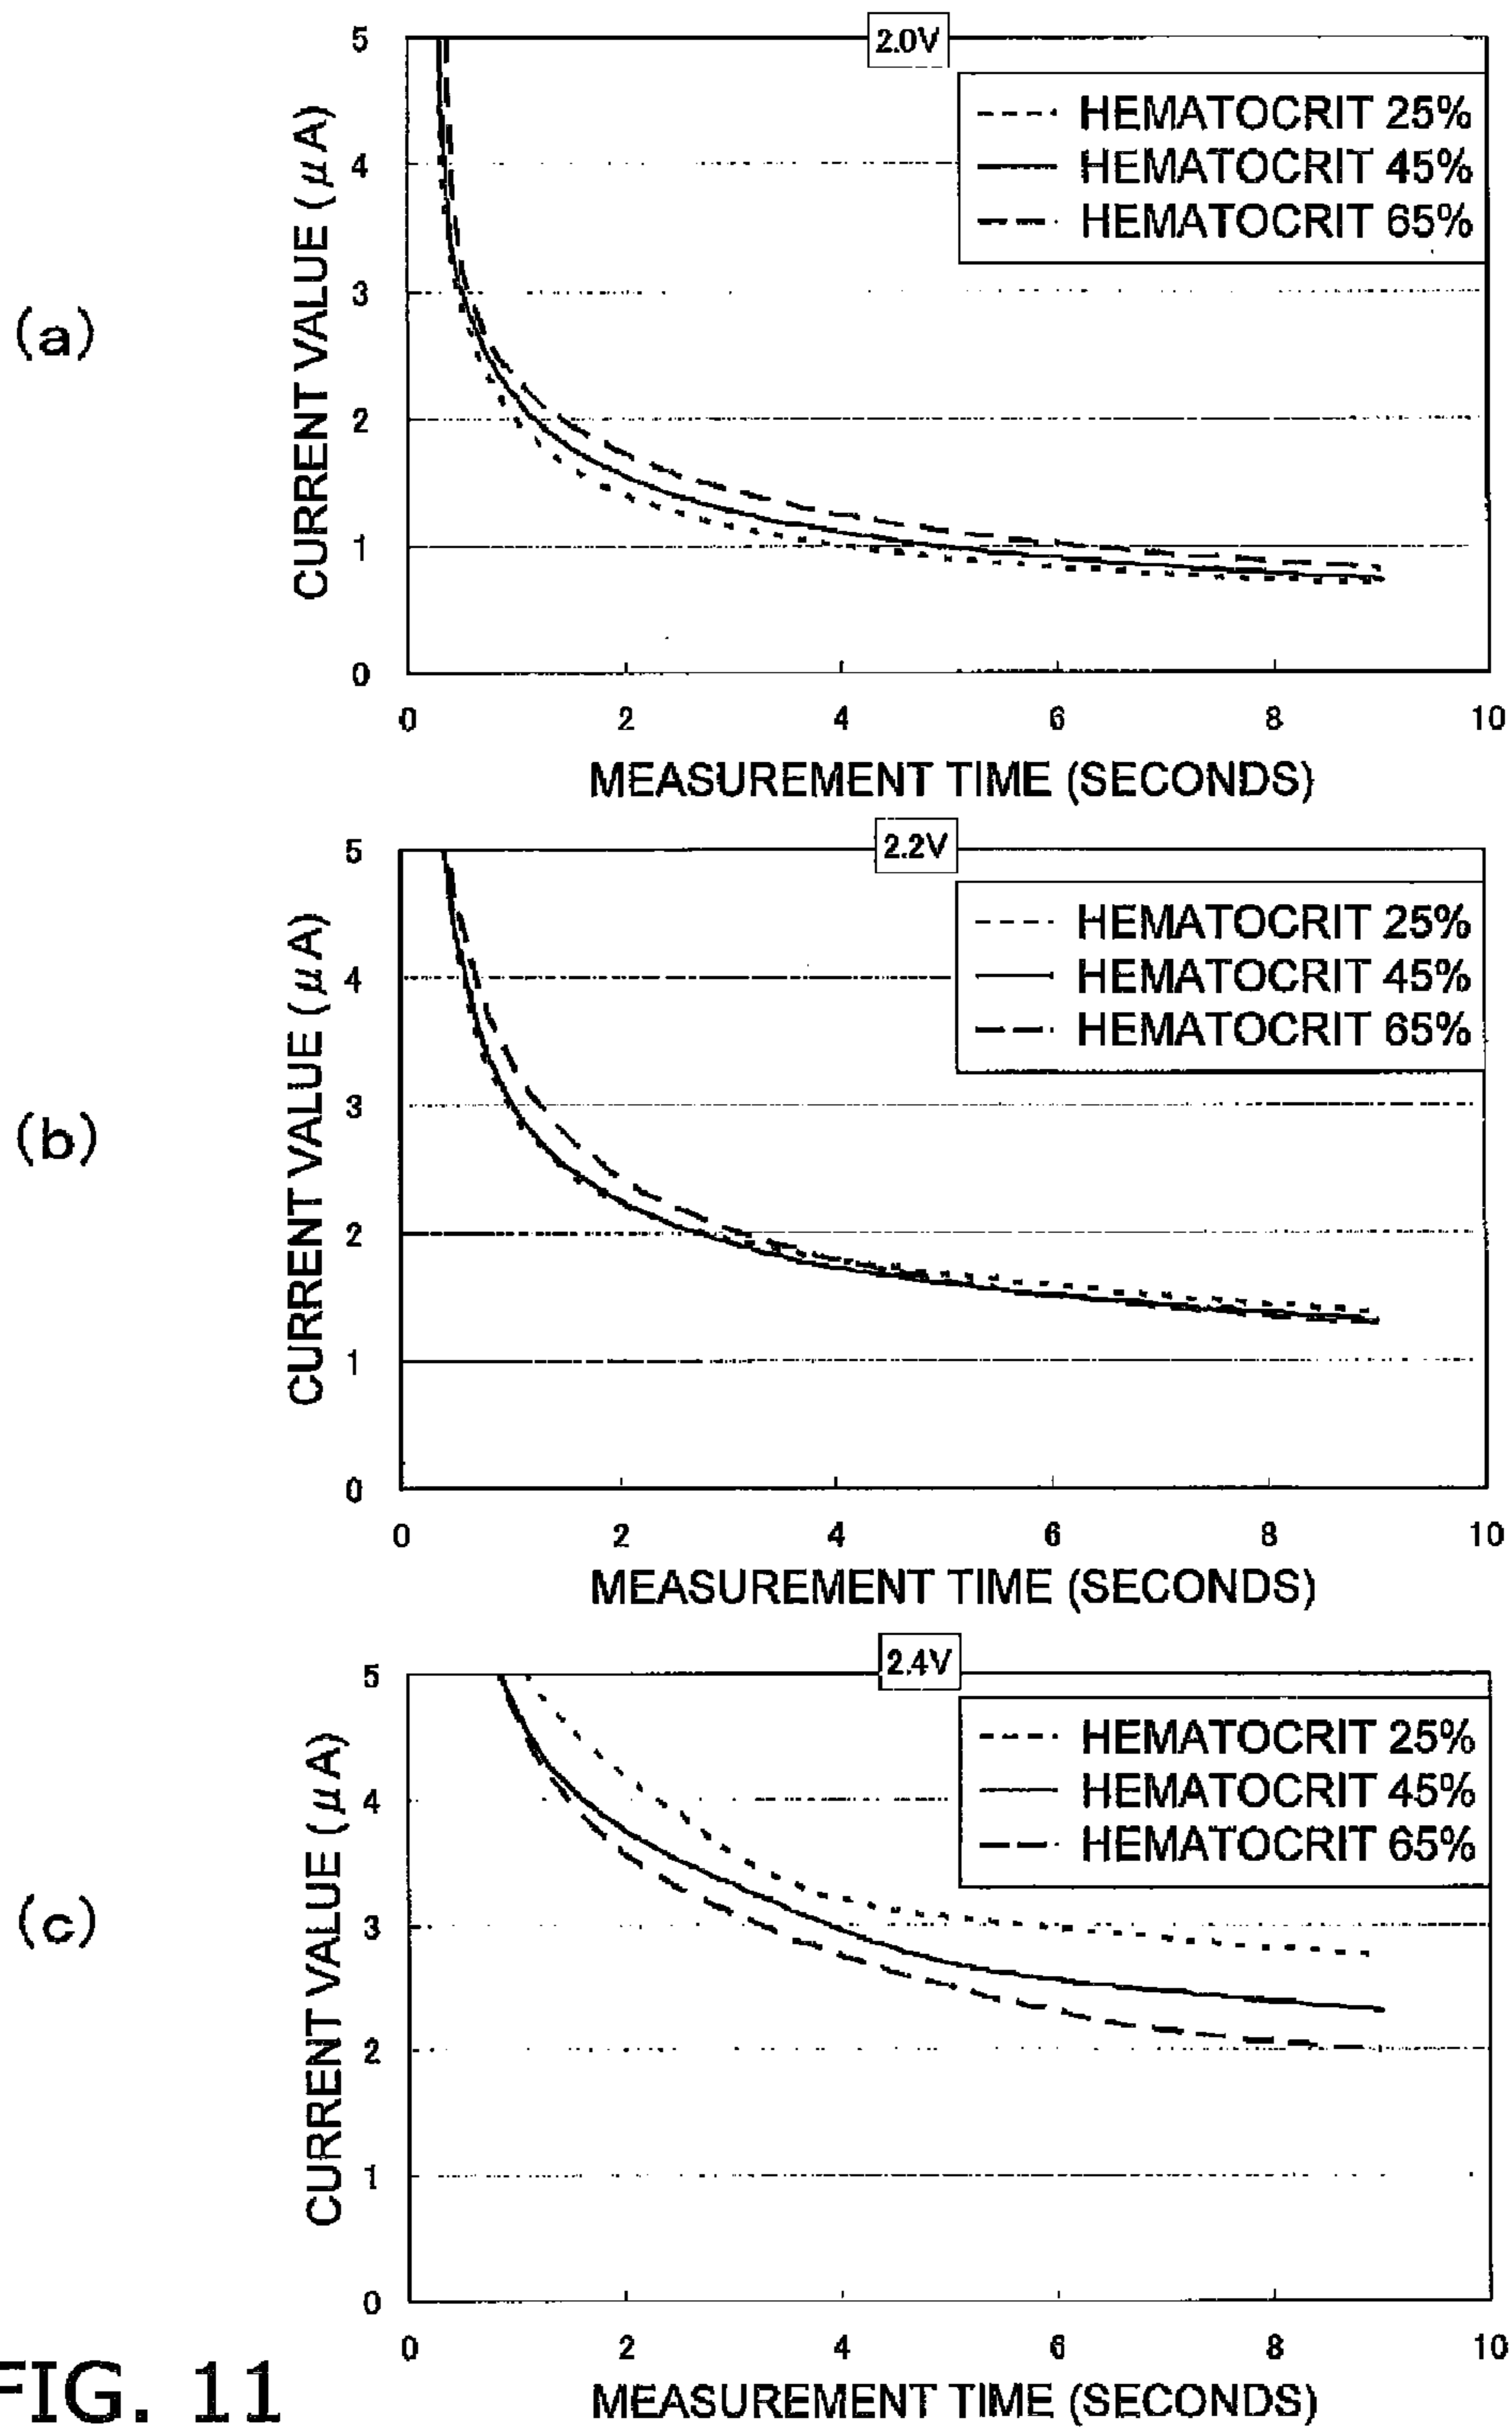 (a)
2.0V
HEMATOCRIT 25%
HEMATOCRIT 45%
HEMATOCRIT 65%
CURRENT VALUE (μA)
5
4
3
2
1
0
0 2 4 6 8 10
MEASUREMENT TIME (SECONDS)
(b)
2.2V
HEMATOCRIT 25%
HEMATOCRIT 45%
HEMATOCRIT 65%
CURRENT VALUE (μA)
5
4
3
2
1
0
0 2 4 6 8 10
MEASUREMENT TIME (SECONDS)
(c)
2.4V
HEMATOCRIT 25%
HEMATOCRIT 45%
HEMATOCRIT 65%
CURRENT VALUE (μA)
5
4
3
2
1
0
0 2 4 6 8 10
MEASUREMENT TIME (SECONDS)
FIG. 11